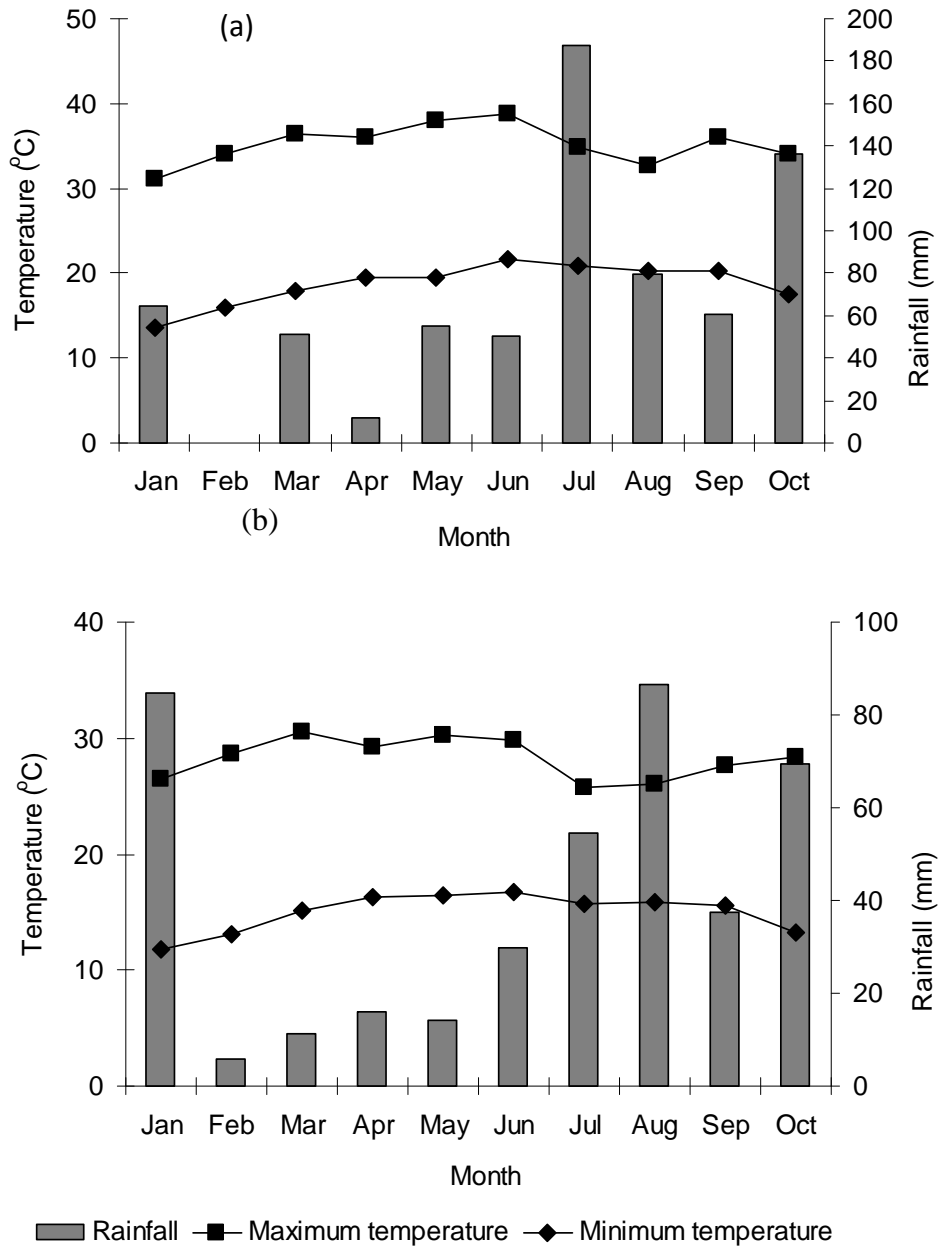 (a)
50
40
30
20
10
0
Temperature (⁰C)
200
180
160
140
120
100
80
60
40
20
0
Rainfall (mm)
Jan Feb Mar Apr May Jun Jul Aug Sep Oct
Month
(b)
40
30
20
10
0
Temperature (⁰C)
100
80
60
40
20
0
Rainfall (mm)
Jan Feb Mar Apr May Jun Jul Aug Sep Oct
Month
Rainfall Maximum temperature Minimum temperature